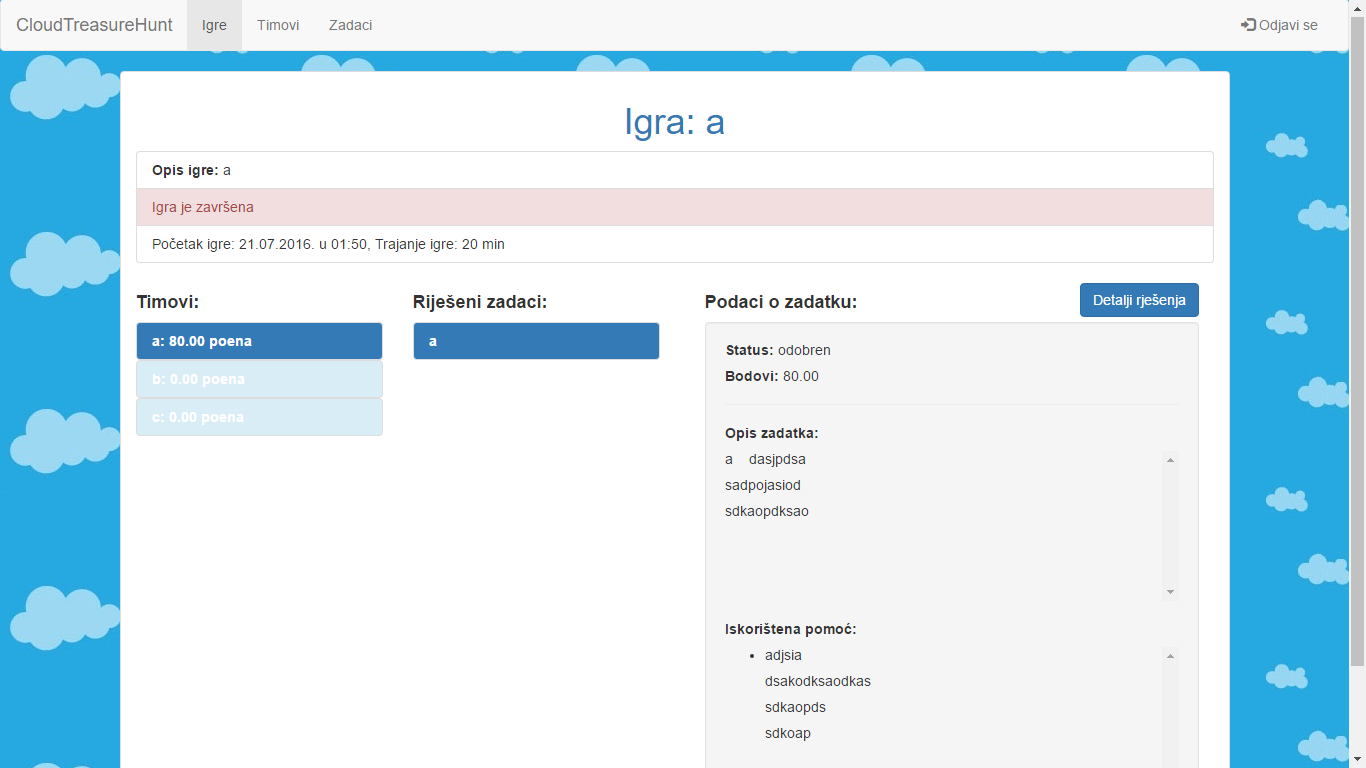 CloudTreasureHunt Igre Timovi Zadaci Odjavi se
Igra: a
Opis igre: a
Igra je završena
Početak igre: 21.07.2016. u 01:50, Trajanje igre: 20 min
Timovi:
a: 80.00 poena
b: 0.00 poena
c: 0.00 poena
Riješeni zadaci:
a
Podaci o zadatku:
Detalji rješenja
Status: odobren
Bodovi: 80.00
Opis zadatka:
a dasjpdsa
sadpojasiod
sdkaopdksao
Iskorištena pomoć:
• adjsia
dsakodksaodkas
sdkaopds
sdkoap